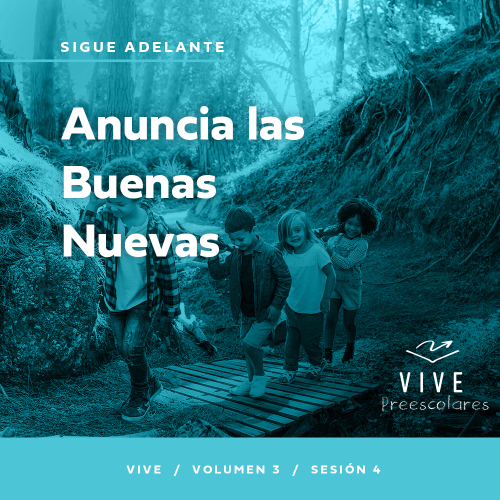 SIGUE ADELANTE
Anuncia las
Buenas
Nuevas
VIVE
Preescolares
VIVE / VOLUMEN 3 / SESIÓN 4